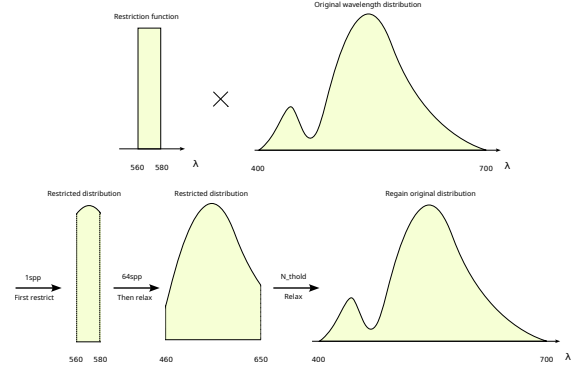 Original wavelength distribution
Restriction function
560 580 λ
400 700 λ
Restricted distribution
Restricted distribution
Regain original distribution
1spp
First restrict
64spp
Then relax
N_thold
Relax
560 580
460 650
400 700 λ